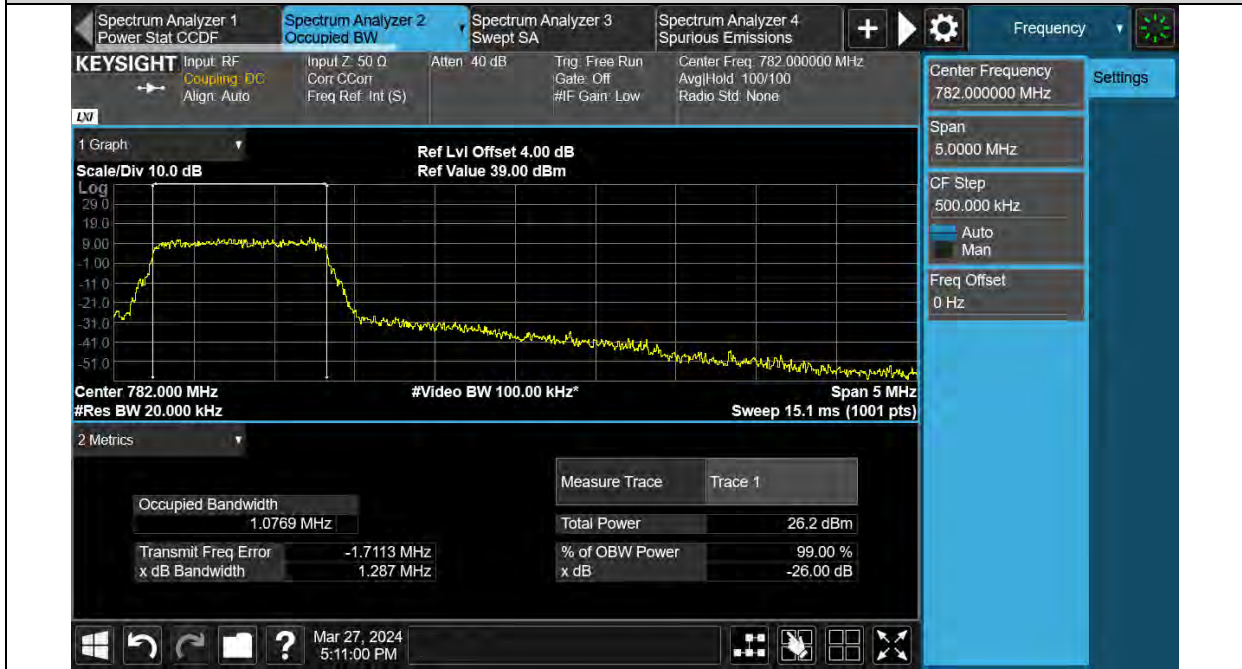 Spectrum Analyzer 1
Power Stat CCDF
Spectrum Analyzer 2
Occupied BW
Spectrum Analyzer 3
Swept SA
Spectrum Analyzer 4
Spurious Emissions
+
Frequency
KEYSIGHT
Input: RF
Coupling: DC
Align: Auto
Input Z: 50 Ω
Corr CCorr
Freq Ref: Int (S)
Atten: 40 dB
Trig: Free Run
Gate: Off
#IF Gain: Low
Center Freq: 782.000000 MHz
Avg|Hold: 100/100
Radio Std: None
LXI
Center Frequency
782.000000 MHz
Settings
Span
5.0000 MHz
CF Step
500.000 kHz
Auto
Man
Freq Offset
0 Hz
1 Graph
Scale/Div 10.0 dB
Ref Lvl Offset 4.00 dB
Ref Value 39.00 dBm
Log
29.0
19.0
9.00
-1.00
-11.0
-21.0
-31.0
-41.0
-51.0
Center 782.000 MHz
#Video BW 100.00 kHz*
Span 5 MHz
#Res BW 20.000 kHz
Sweep 15.1 ms (1001 pts)
2 Metrics
Measure Trace Trace 1
Occupied Bandwidth
1.0769 MHz
Total Power 26.2 dBm
Transmit Freq Error -1.7113 MHz
% of OBW Power 99.00 %
x dB Bandwidth 1.287 MHz
x dB -26.00 dB
?
Mar 27, 2024
5:11:00 PM